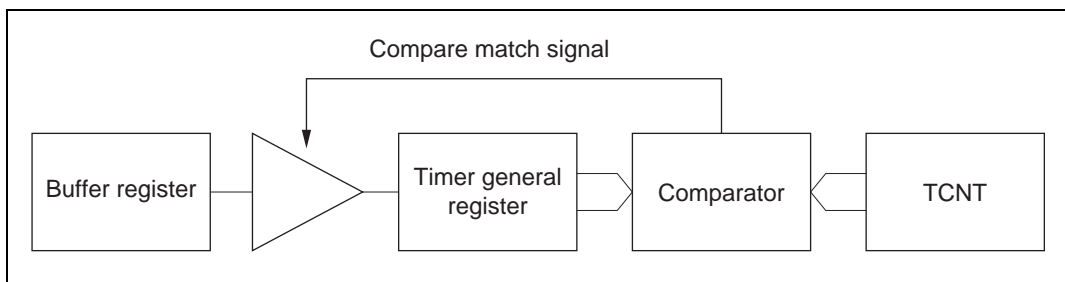 Compare match signal
Buffer register
Timer general
register
Comparator
TCNT